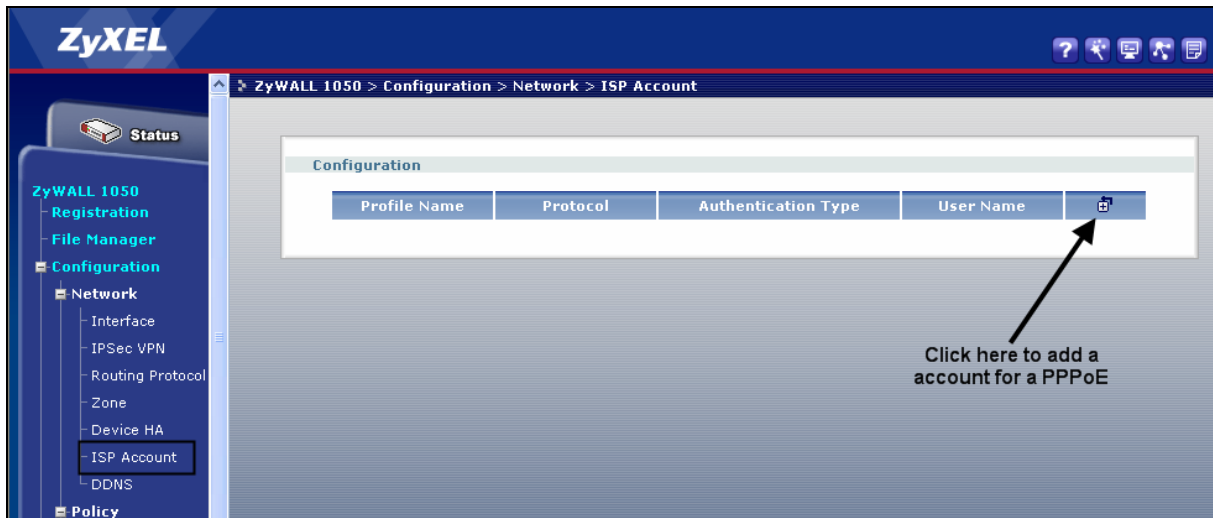 ZyXEL
?
ZyWALL 1050 > Configuration > Network > ISP Account
Status
ZyWALL 1050
Registration
File Manager
Configuration
Network
Interface
IPSec VPN
Routing Protocol
Zone
Device HA
ISP Account
DDNS
Policy
Configuration
Profile Name Protocol Authentication Type User Name
Click here to add a
account for a PPPoE